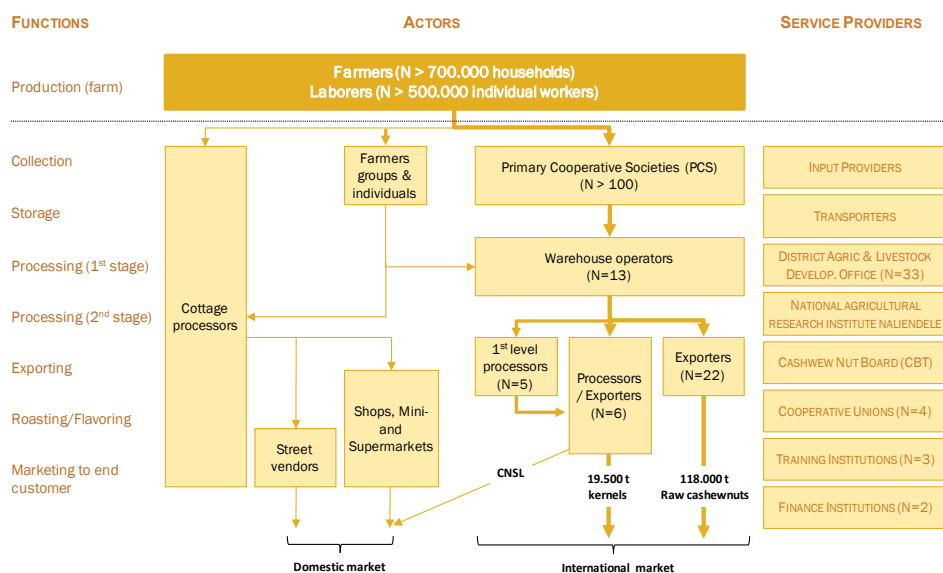 FUNCTIONS
ACTORS
SERVICE PROVIDERS
Production (farm)
Farmers (N > 700.000 households)
Laborers (N > 500.000 individual workers)
Collection
Storage
Processing (1st stage)
Processing (2nd stage)
Exporting
Roasting/Flavoring
Marketing to end
customer
Cottage
processors
Farmers
groups &
individuals
Primary Cooperative Societies (PCS)
(N > 100)
Warehouse operators
(N=13)
1st level
processors
(N=5)
Processors
/ Exporters
(N=6)
Exporters
(N=22)
Street
vendors
Shops, Mini-
and
Supermarkets
CNSL
19.500 t
kernels
118.000 t
Raw cashewnuts
Domestic market
International market
INPUT PROVIDERS
TRANSPORTERS
DISTRICT AGRIC & LIVESTOCK
DEVELOP. OFFICE (N=33)
NATIONAL AGRICULTURAL
RESEARCH INSTITUTE NALIENDELE
CASHWEW NUT BOARD (CBT)
COOPERATIVE UNIONS (N=4)
TRAINING INSTITUTIONS (N=3)
FINANCE INSTITUTIONS (N=2)